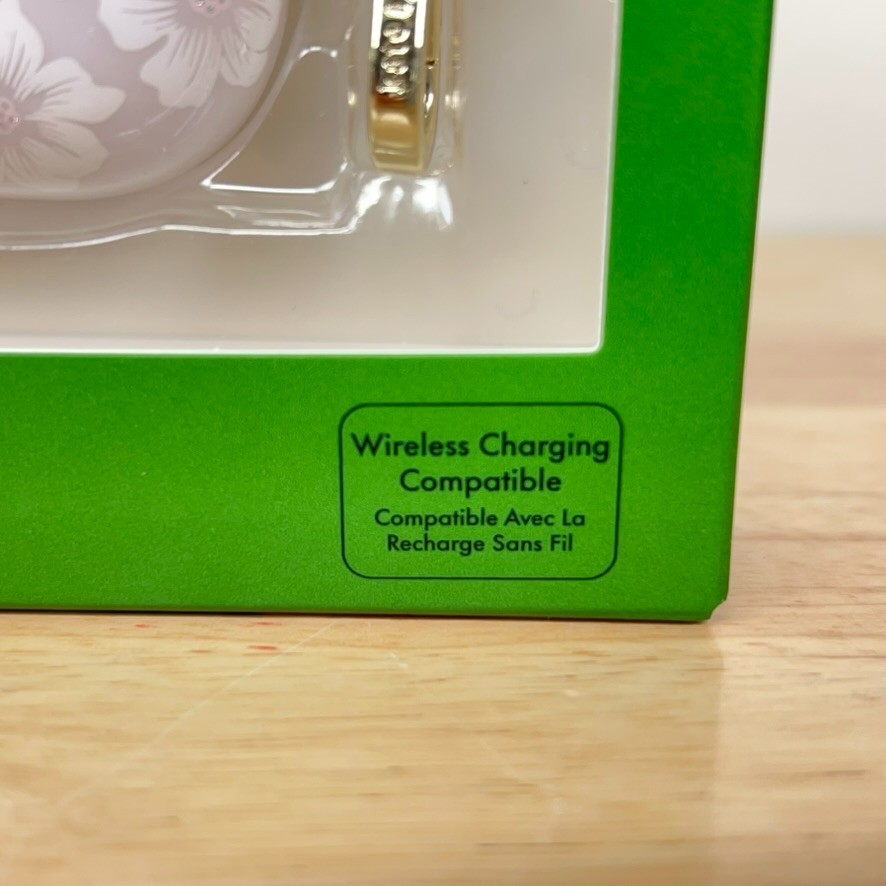 Wireless Charging
Compatible
Compatible Avec La
Recharge Sans Fil